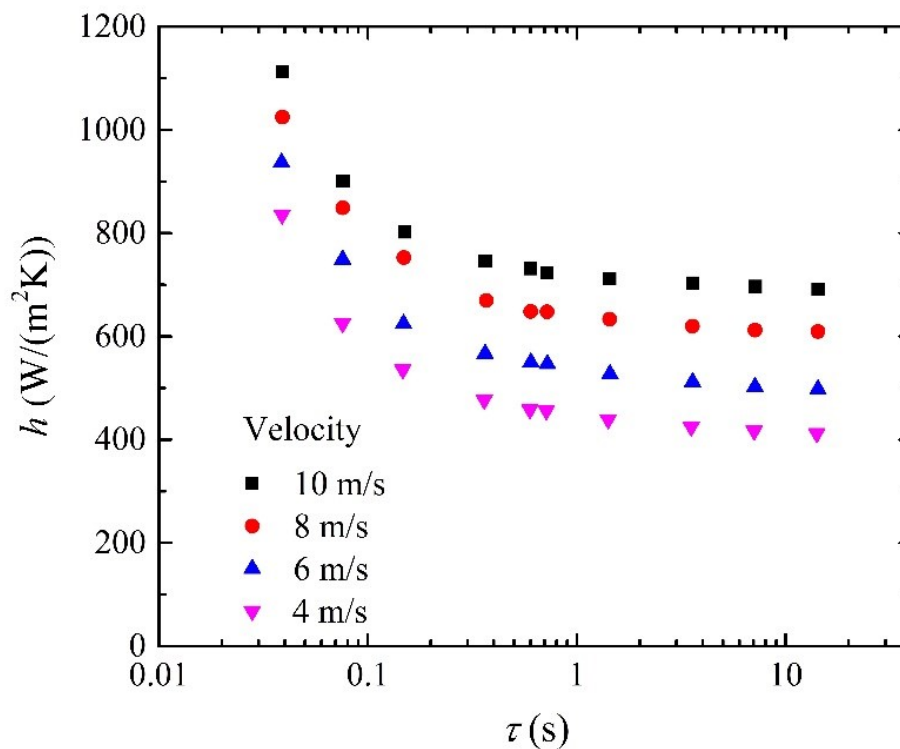 1200
1000
800
600
400
200
0
h (W/(m²K))
Velocity
10 m/s
8 m/s
6 m/s
4 m/s
0.01 0.1 1 10
τ (s)